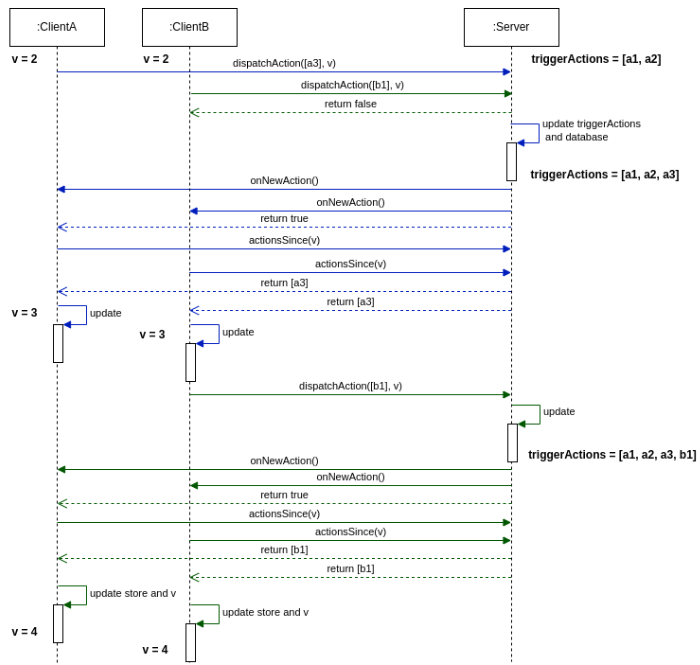 :ClientA
:ClientB
:Server
v = 2
v = 2
triggerActions = [a1, a2]
dispatchAction([a3], v)
dispatchAction([b1], v)
return false
update triggerActions
and database
triggerActions = [a1, a2, a3]
onNewAction()
onNewAction()
return true
actionsSince(v)
actionsSince(v)
return [a3]
return [a3]
v = 3
update
v = 3
update
dispatchAction([b1], v)
update
triggerActions = [a1, a2, a3, b1]
onNewAction()
onNewAction()
return true
actionsSince(v)
actionsSince(v)
return [b1]
return [b1]
update store and v
update store and v
v = 4
v = 4